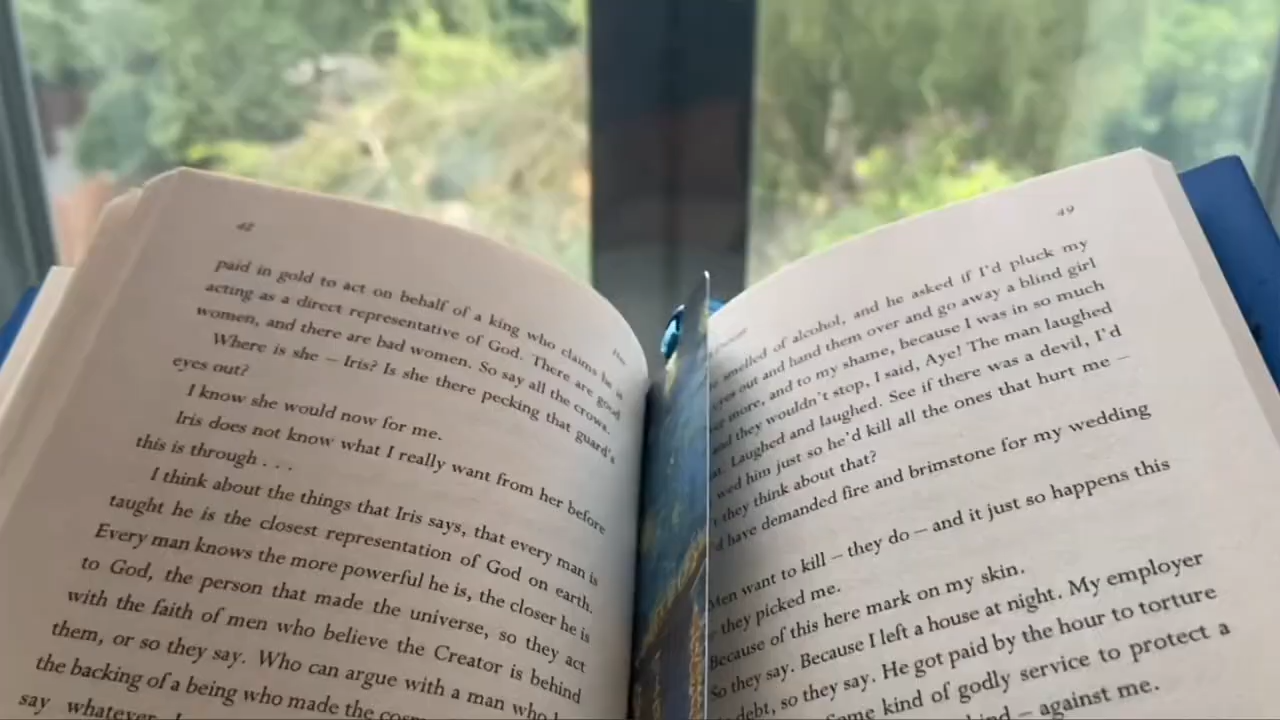 48
paid in gold to act on behalf of a king who claims he is
acting as a direct representative of God. There are good
women, and there are bad women. So say all the crows.
Where is she – Iris? Is she there pecking that guard's
eyes out?
I know she would now for me.
Iris does not know what I really want from her before
this is through . . .
I think about the things that Iris says, that every man is
taught he is the closest representation of God on earth.
Every man knows the more powerful he is, the closer he is
to God, the person that made the universe, so they act
with the faith of men who believe the Creator is behind
them, or so they say. Who can argue with a man who
the backing of a being who made the
say whatever
49
smelled of alcohol, and he asked if I'd pluck my
eyes out and hand them over and go away a blind girl
more, and to my shame, because I was in so much
they wouldn't stop, I said, Aye! The man laughed
Laughed and laughed. See if there was a devil, I'd
him just so he'd kill all the ones that hurt me –
they think about that?
have demanded fire and brimstone for my wedding
Men want to kill – they do – and it just so happens this
they picked me.
Because of this here mark on my skin.
So they say. Because I left a house at night. My employer
debt, so they say. He got paid by the hour to torture
Some kind of godly service to protect a
– against me.